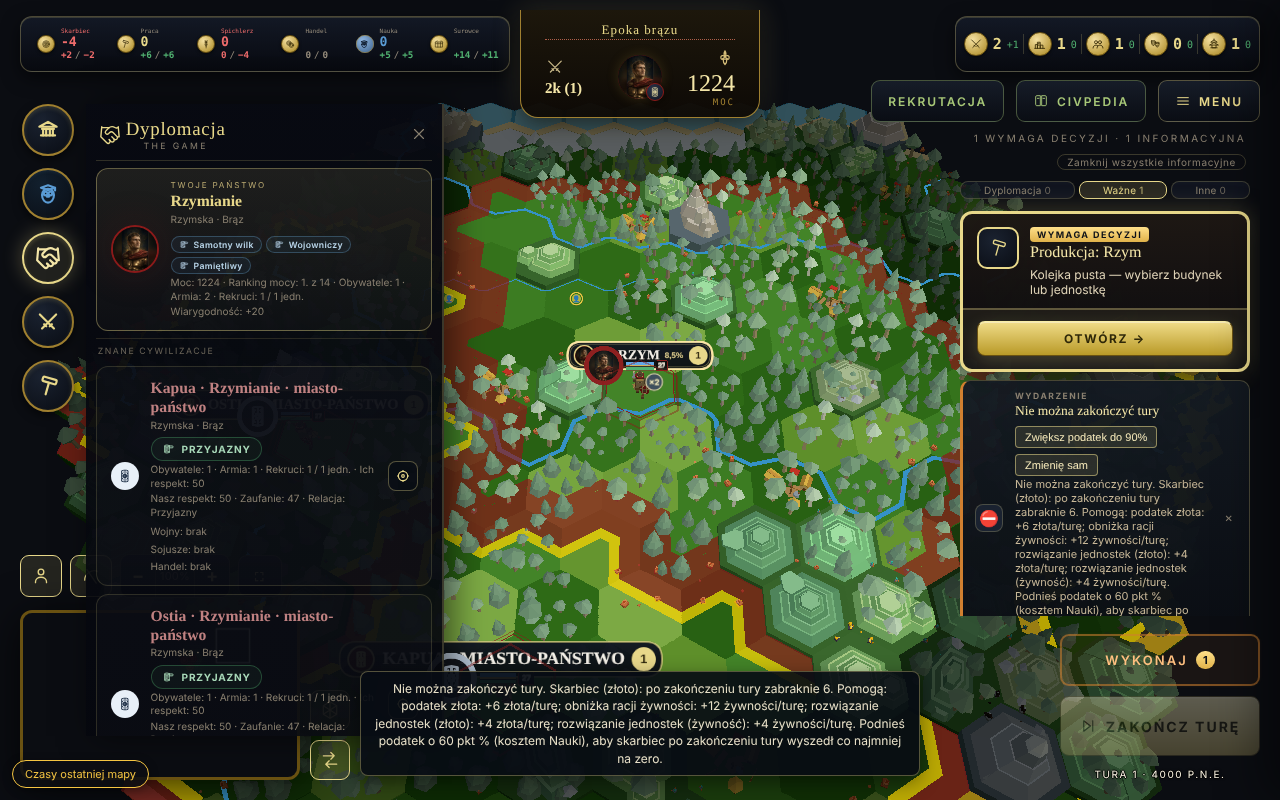 Skarbiec
-4
+2 / −2
Praca
0
+6 / +6
Spichlerz
0
0 / −4
Handel
0 / 0
Nauka
0
+5 / +5
Surowce
+14 / +11
Epoka brązu
2k (1)
1224
MOC
2 +1
1 0
1 0
0 0
1 0
REKRUTACJA
CIVPEDIA
MENU
1 WYMAGA DECYZJI · 1 INFORMACYJNA
Zamknij wszystkie informacyjne
Dyplomacja 0
Ważne 1
Inne 0
WYMAGA DECYZJI
Produkcja: Rzym
Kolejka pusta — wybierz budynek
lub jednostkę
OTWÓRZ →
WYDARZENIE
Nie można zakończyć tury
Zwiększ podatek do 90%
Zmienię sam
Nie można zakończyć tury. Skarbiec
(złoto): po zakończeniu tury
zabraknie 6. Pomogą: podatek złota:
+6 złota/turę; obniżka racji
żywności: +12 żywności/turę;
rozwiązanie jednostek (złoto): +4
złota/turę; rozwiązanie jednostek
(żywność): +4 żywności/turę.
Podnieś podatek o 60 pkt %
(kosztem Nauki), aby skarbiec po
×
WYKONAJ 1
ZAKOŃCZ TURĘ
TURA 1 · 4000 P.N.E.
Dyplomacja
THE GAME
TWOJE PAŃSTWO
Rzymianie
Rzymska · Brąz
Samotny wilk
Wojowniczy
Pamiętliwy
Moc: 1224 · Ranking mocy: 1. z 14 · Obywatele: 1 ·
Armia: 2 · Rekruci: 1 / 1 jedn.
Wiarygodność: +20
ZNANE CYWILIZACJE
Kapua · Rzymianie · miasto-
państwo
Rzymska · Brąz
PRZYJAZNY
Obywatele: 1 · Armia: 1 · Rekruci: 1 / 1 jedn. · Ich
respekt: 50
Nasz respekt: 50 · Zaufanie: 47 · Relacja:
Przyjazny
Wojny: brak
Sojusze: brak
Handel: brak
Ostia · Rzymianie · miasto-
państwo
Rzymska · Brąz
PRZYJAZNY
Obywatele: 1 · Armia: 1 · Rekruci: 1 / 1 jedn. · Ich
respekt: 50
Nasz respekt: 50 · Zaufanie: 47 · Relacja:
RZYM 8,5% 1
27
×2
MIASTO-PAŃSTWO 1
KAPUA MIASTO-PAŃSTWO 1
Nie można zakończyć tury. Skarbiec (złoto): po zakończeniu tury zabraknie 6. Pomogą:
podatek złota: +6 złota/turę; obniżka racji żywności: +12 żywności/turę; rozwiązanie
jednostek (złoto): +4 złota/turę; rozwiązanie jednostek (żywność): +4 żywności/turę. Podnieś
podatek o 60 pkt % (kosztem Nauki), aby skarbiec po zakończeniu tury wyszedł co najmniej
na zero.
Czasy ostatniej mapy